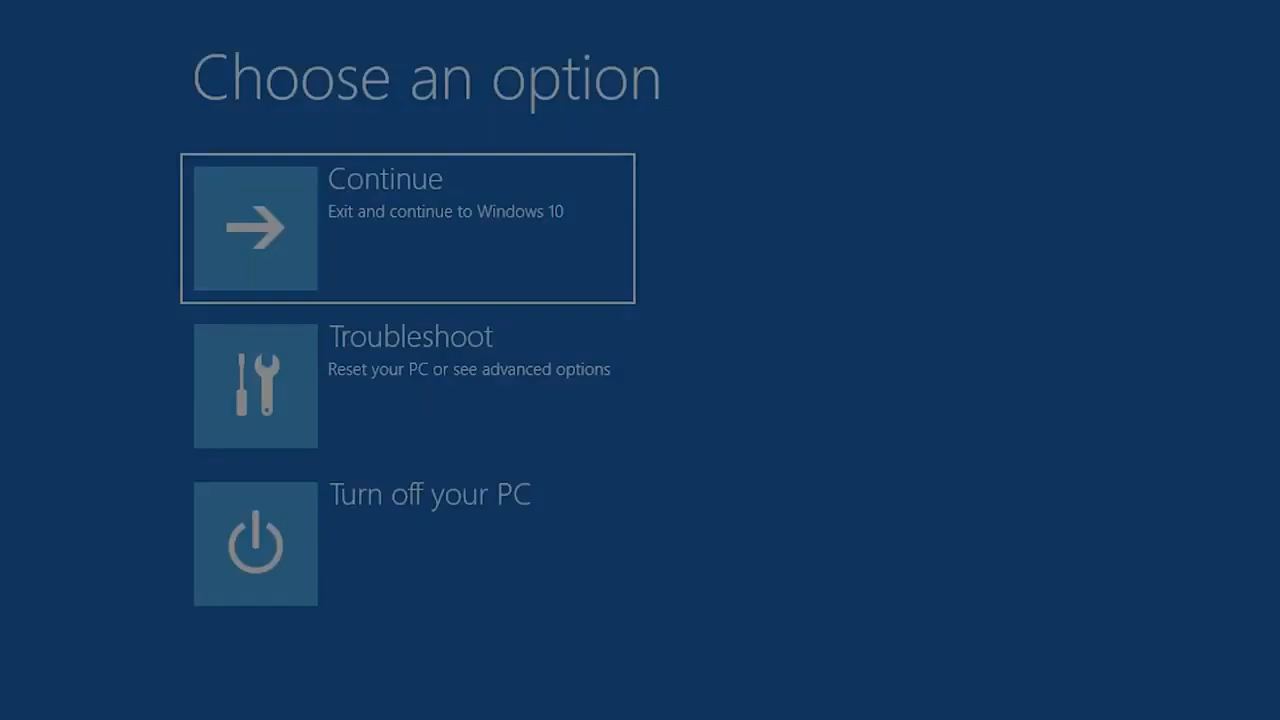 Choose an option
Continue
Exit and continue to Windows 10
Troubleshoot
Reset your PC or see advanced options
Turn off your PC